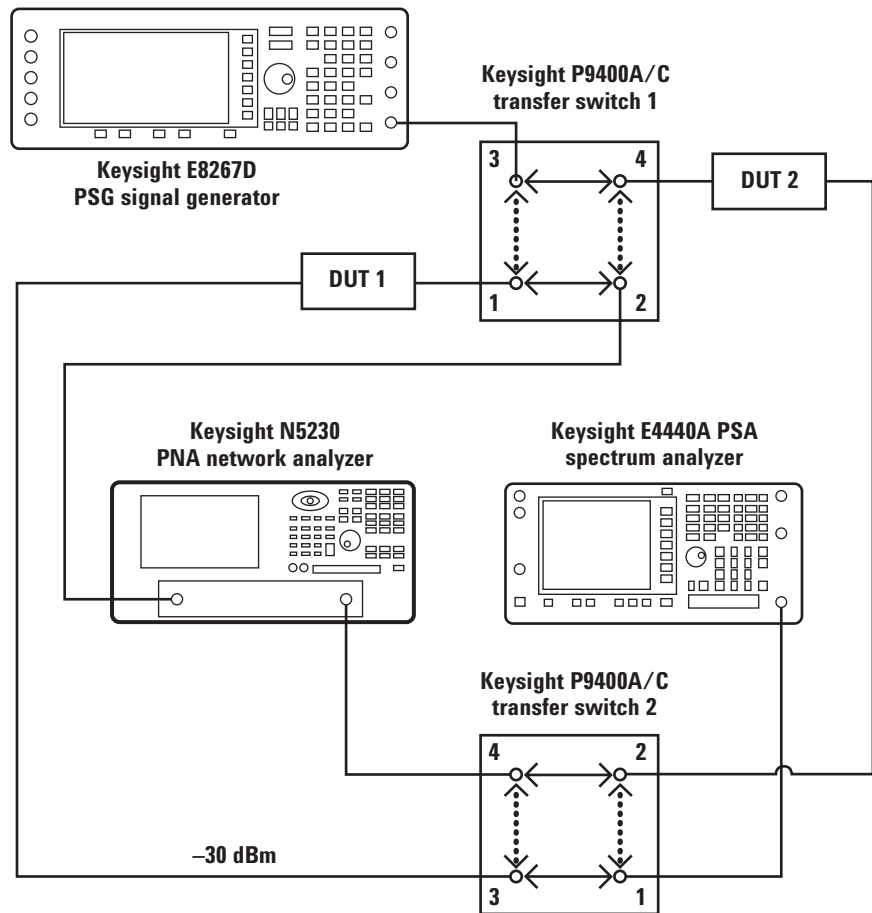 Keysight P9400A/C
transfer switch 1
3 4
Keysight E8267D
PSG signal generator
DUT 2
DUT 1
1 2
Keysight N5230
PNA network analyzer
Keysight E4440A PSA
spectrum analyzer
Keysight P9400A/C
transfer switch 2
4 2
–30 dBm
3 1